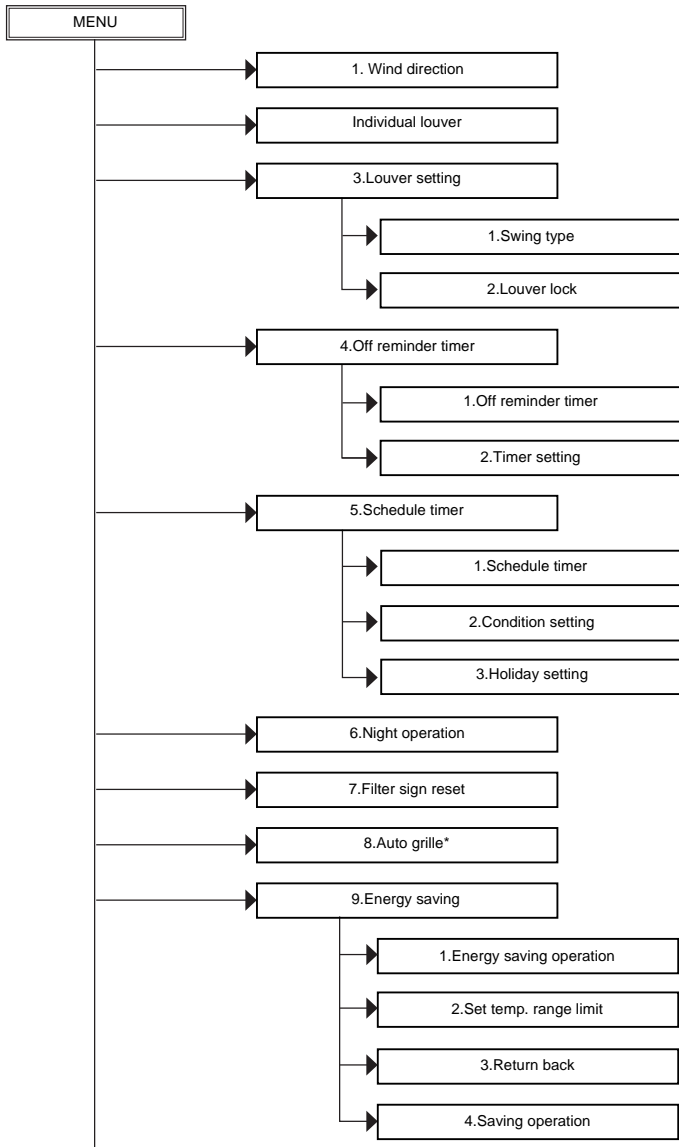 MENU
1. Wind direction
Individual louver
3.Louver setting
1.Swing type
2.Louver lock
4.Off reminder timer
1.Off reminder timer
2.Timer setting
5.Schedule timer
1.Schedule timer
2.Condition setting
3.Holiday setting
6.Night operation
7.Filter sign reset
8.Auto grille*
9.Energy saving
1.Energy saving operation
2.Set temp. range limit
3.Return back
4.Saving operation